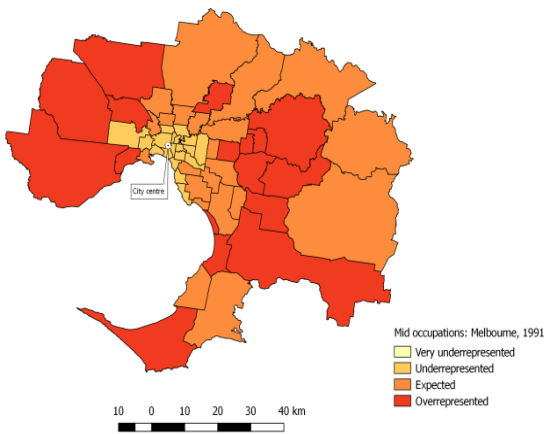 City centre
Mid occupations: Melbourne, 1991
Very underrepresented
Underrepresented
Expected
Overrepresented
10 0 10 20 30 40 km